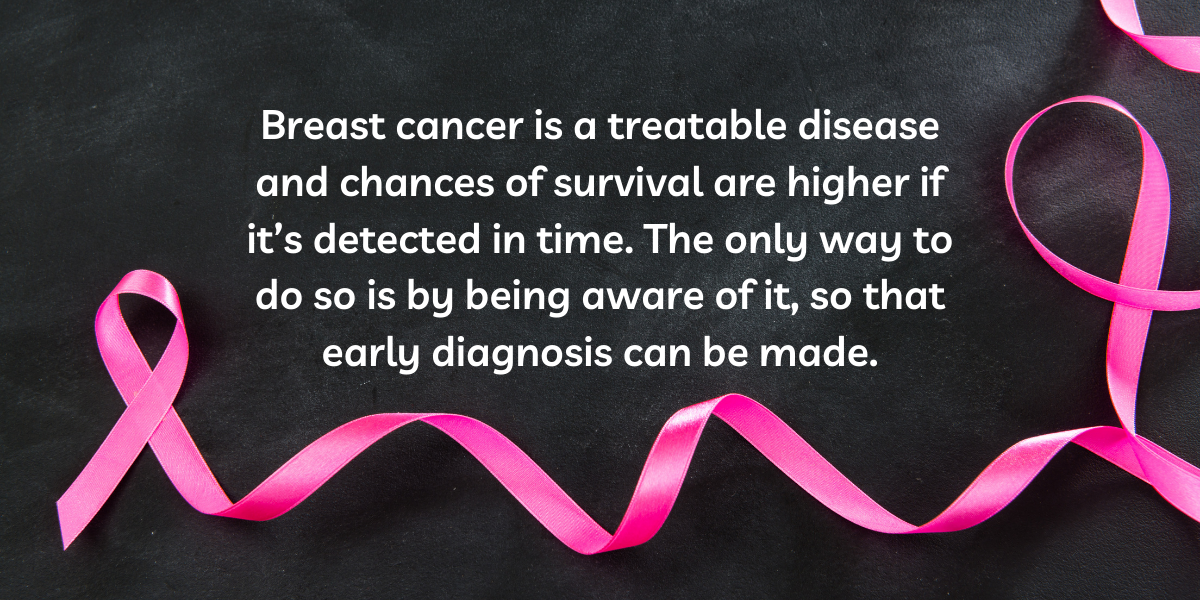 Breast cancer is a treatable disease
and chances of survival are higher if
it’s detected in time. The only way to
do so is by being aware of it, so that
early diagnosis can be made.